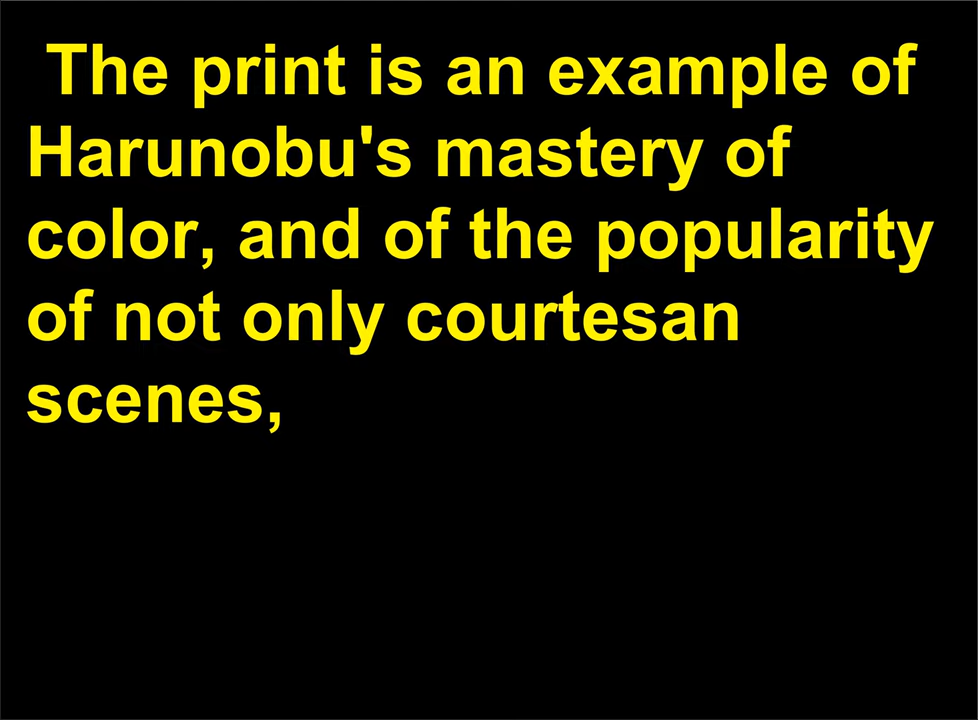 The print is an example of
Harunobu's mastery of
color, and of the popularity
of not only courtesan
scenes,